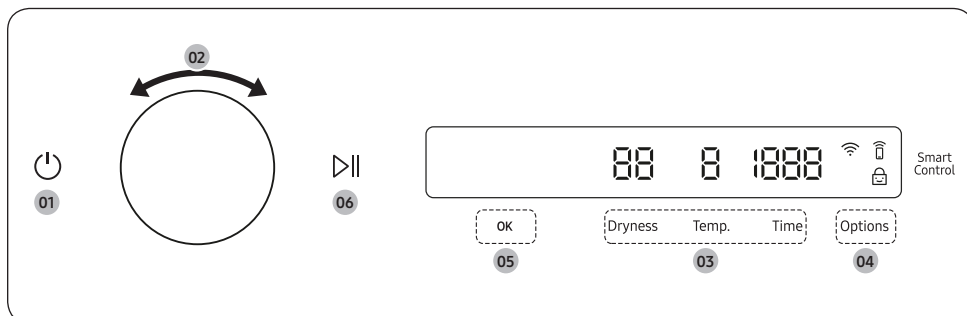 02
01
06
88 8 1888
Smart
Control
OK
Dryness Temp. Time
Options
05
03
04